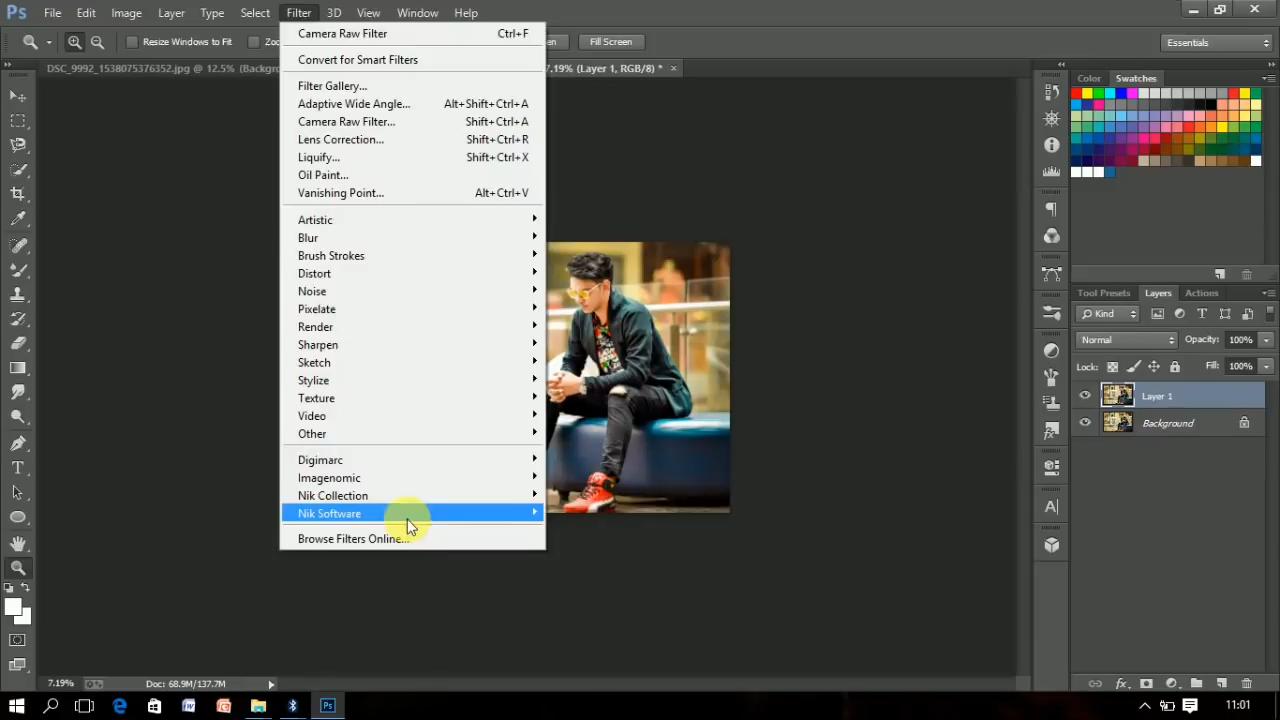 Ps File Edit Image Layer Type Select Filter 3D View Window Help
Resize Windows to Fit
Fill Screen
Essentials
DSC_9992_1538075376352.jpg @ 12.5%
7.19% (Layer 1, RGB/8) * ×
Camera Raw Filter Ctrl+F
Convert for Smart Filters
Filter Gallery...
Adaptive Wide Angle... Alt+Shift+Ctrl+A
Camera Raw Filter... Shift+Ctrl+A
Lens Correction... Shift+Ctrl+R
Liquify... Shift+Ctrl+X
Oil Paint...
Vanishing Point... Alt+Ctrl+V
Artistic
Blur
Brush Strokes
Distort
Noise
Pixelate
Render
Sharpen
Sketch
Stylize
Texture
Video
Other
Digimarc
Imagenomic
Nik Collection
Nik Software
Browse Filters Online...
Color Swatches
Tool Presets Layers Actions
Kind
Normal Opacity: 100%
Lock: Fill: 100%
Layer 1
Background
7.19% Doc: 68.9M/137.7M
11:01